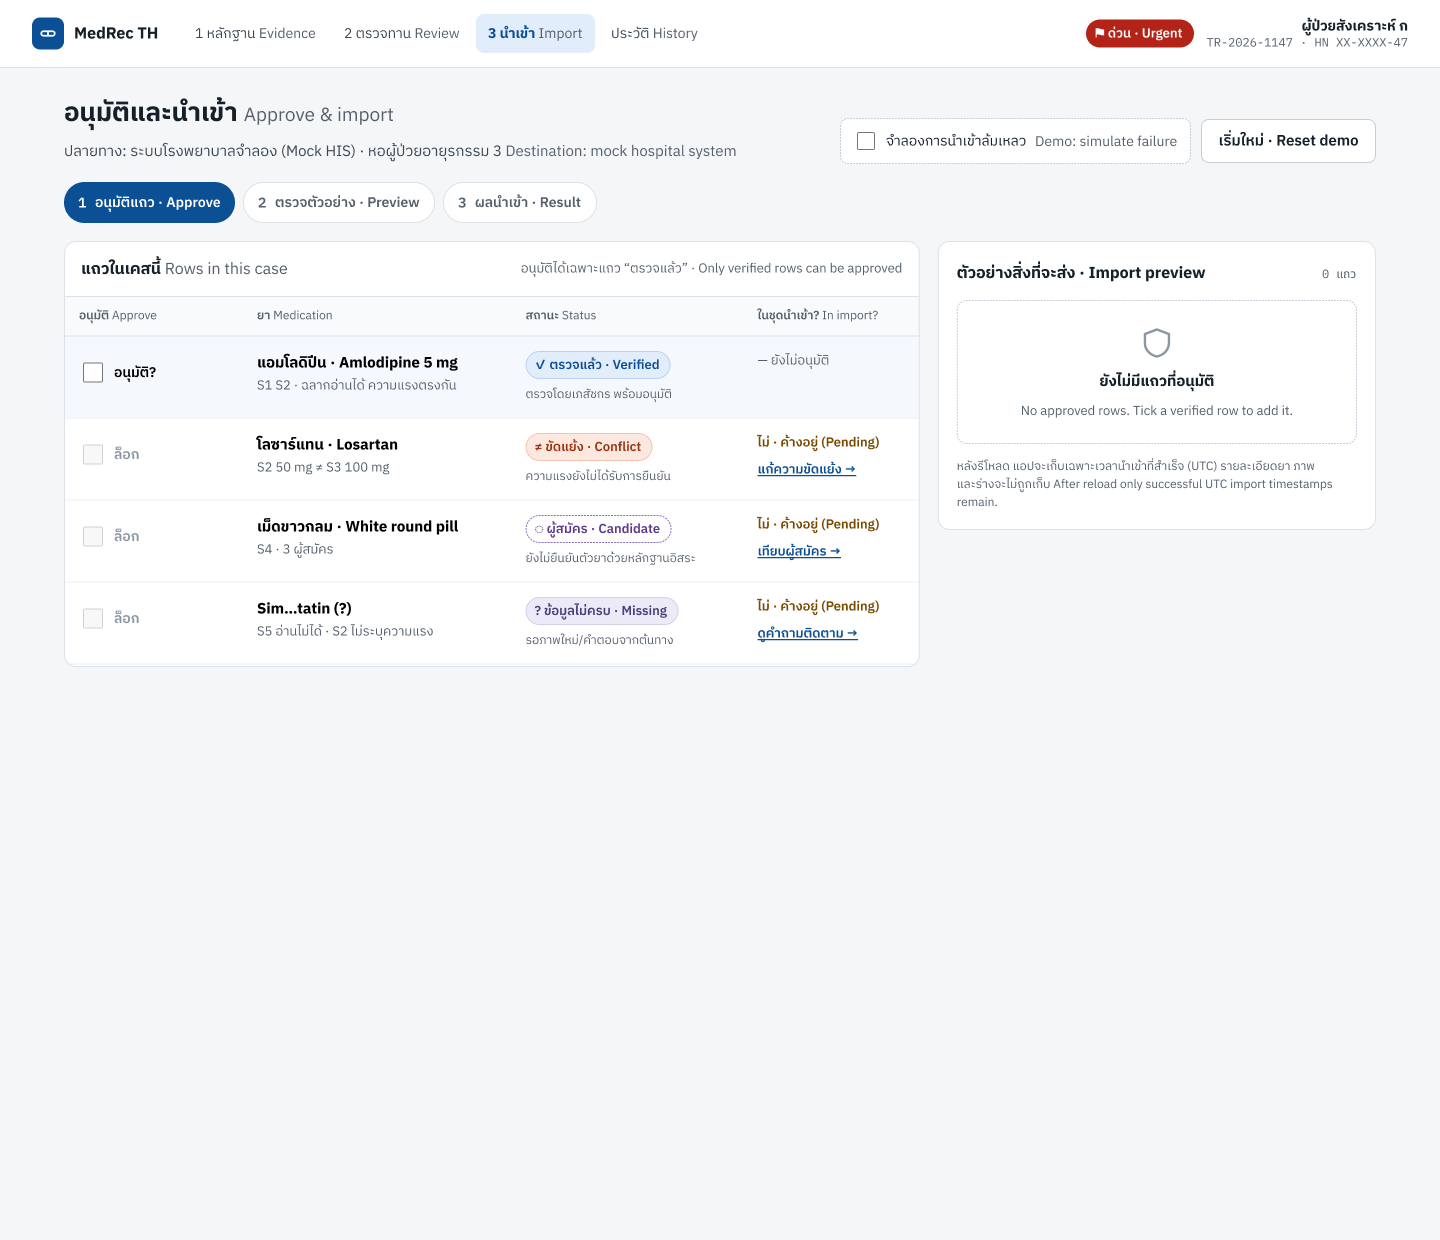 MedRec TH
1 หลักฐาน Evidence
2 ตรวจทาน Review
3 นำเข้า Import
ประวัติ History
⚑ ด่วน · Urgent
ผู้ป่วยสังเคราะห์ ก
TR-2026-1147 · HN XX-XXXX-47
อนุมัติและนำเข้า Approve & import
ปลายทาง: ระบบโรงพยาบาลจำลอง (Mock HIS) · หอผู้ป่วยอายุรกรรม 3 Destination: mock hospital system
จำลองการนำเข้าล้มเหลว Demo: simulate failure
เริ่มใหม่ · Reset demo
1 อนุมัติแถว · Approve
2 ตรวจตัวอย่าง · Preview
3 ผลนำเข้า · Result
แถวในเคสนี้ Rows in this case
อนุมัติได้เฉพาะแถว “ตรวจแล้ว” · Only verified rows can be approved
อนุมัติ Approve
ยา Medication
สถานะ Status
ในชุดนำเข้า? In import?
อนุมัติ?
แอมโลดิปีน · Amlodipine 5 mg
S1 S2 · ฉลากอ่านได้ ความแรงตรงกัน
✓ ตรวจแล้ว · Verified
ตรวจโดยเภสัชกร พร้อมอนุมัติ
— ยังไม่อนุมัติ
ล็อก
โลซาร์แทน · Losartan
S2 50 mg ≠ S3 100 mg
≠ ขัดแย้ง · Conflict
ความแรงยังไม่ได้รับการยืนยัน
ไม่ · ค้างอยู่ (Pending)
แก้ความขัดแย้ง →
ล็อก
เม็ดขาวกลม · White round pill
S4 · 3 ผู้สมัคร
◌ ผู้สมัคร · Candidate
ยังไม่ยืนยันตัวยาด้วยหลักฐานอิสระ
ไม่ · ค้างอยู่ (Pending)
เทียบผู้สมัคร →
ล็อก
Sim…tatin (?)
S5 อ่านไม่ได้ · S2 ไม่ระบุความแรง
? ข้อมูลไม่ครบ · Missing
รอภาพใหม่/คำตอบจากต้นทาง
ไม่ · ค้างอยู่ (Pending)
ดูคำถามติดตาม →
ตัวอย่างสิ่งที่จะส่ง · Import preview
0 แถว
ยังไม่มีแถวที่อนุมัติ
No approved rows. Tick a verified row to add it.
หลังรีโหลด แอปจะเก็บเฉพาะเวลานำเข้าที่สำเร็จ (UTC) รายละเอียดยา ภาพ
และร่างจะไม่ถูกเก็บ After reload only successful UTC import timestamps
remain.